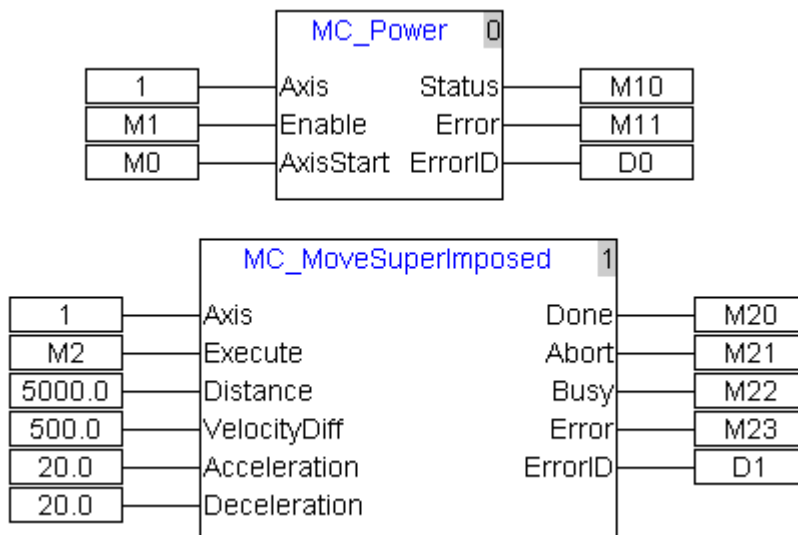 MC_Power 0
1 Axis Status M10
M1 Enable Error M11
M0 AxisStart ErrorID D0
MC_MoveSuperImposed 1
1 Axis Done M20
M2 Execute Abort M21
5000.0 Distance Busy M22
500.0 VelocityDiff Error M23
20.0 Acceleration ErrorID D1
20.0 Deceleration